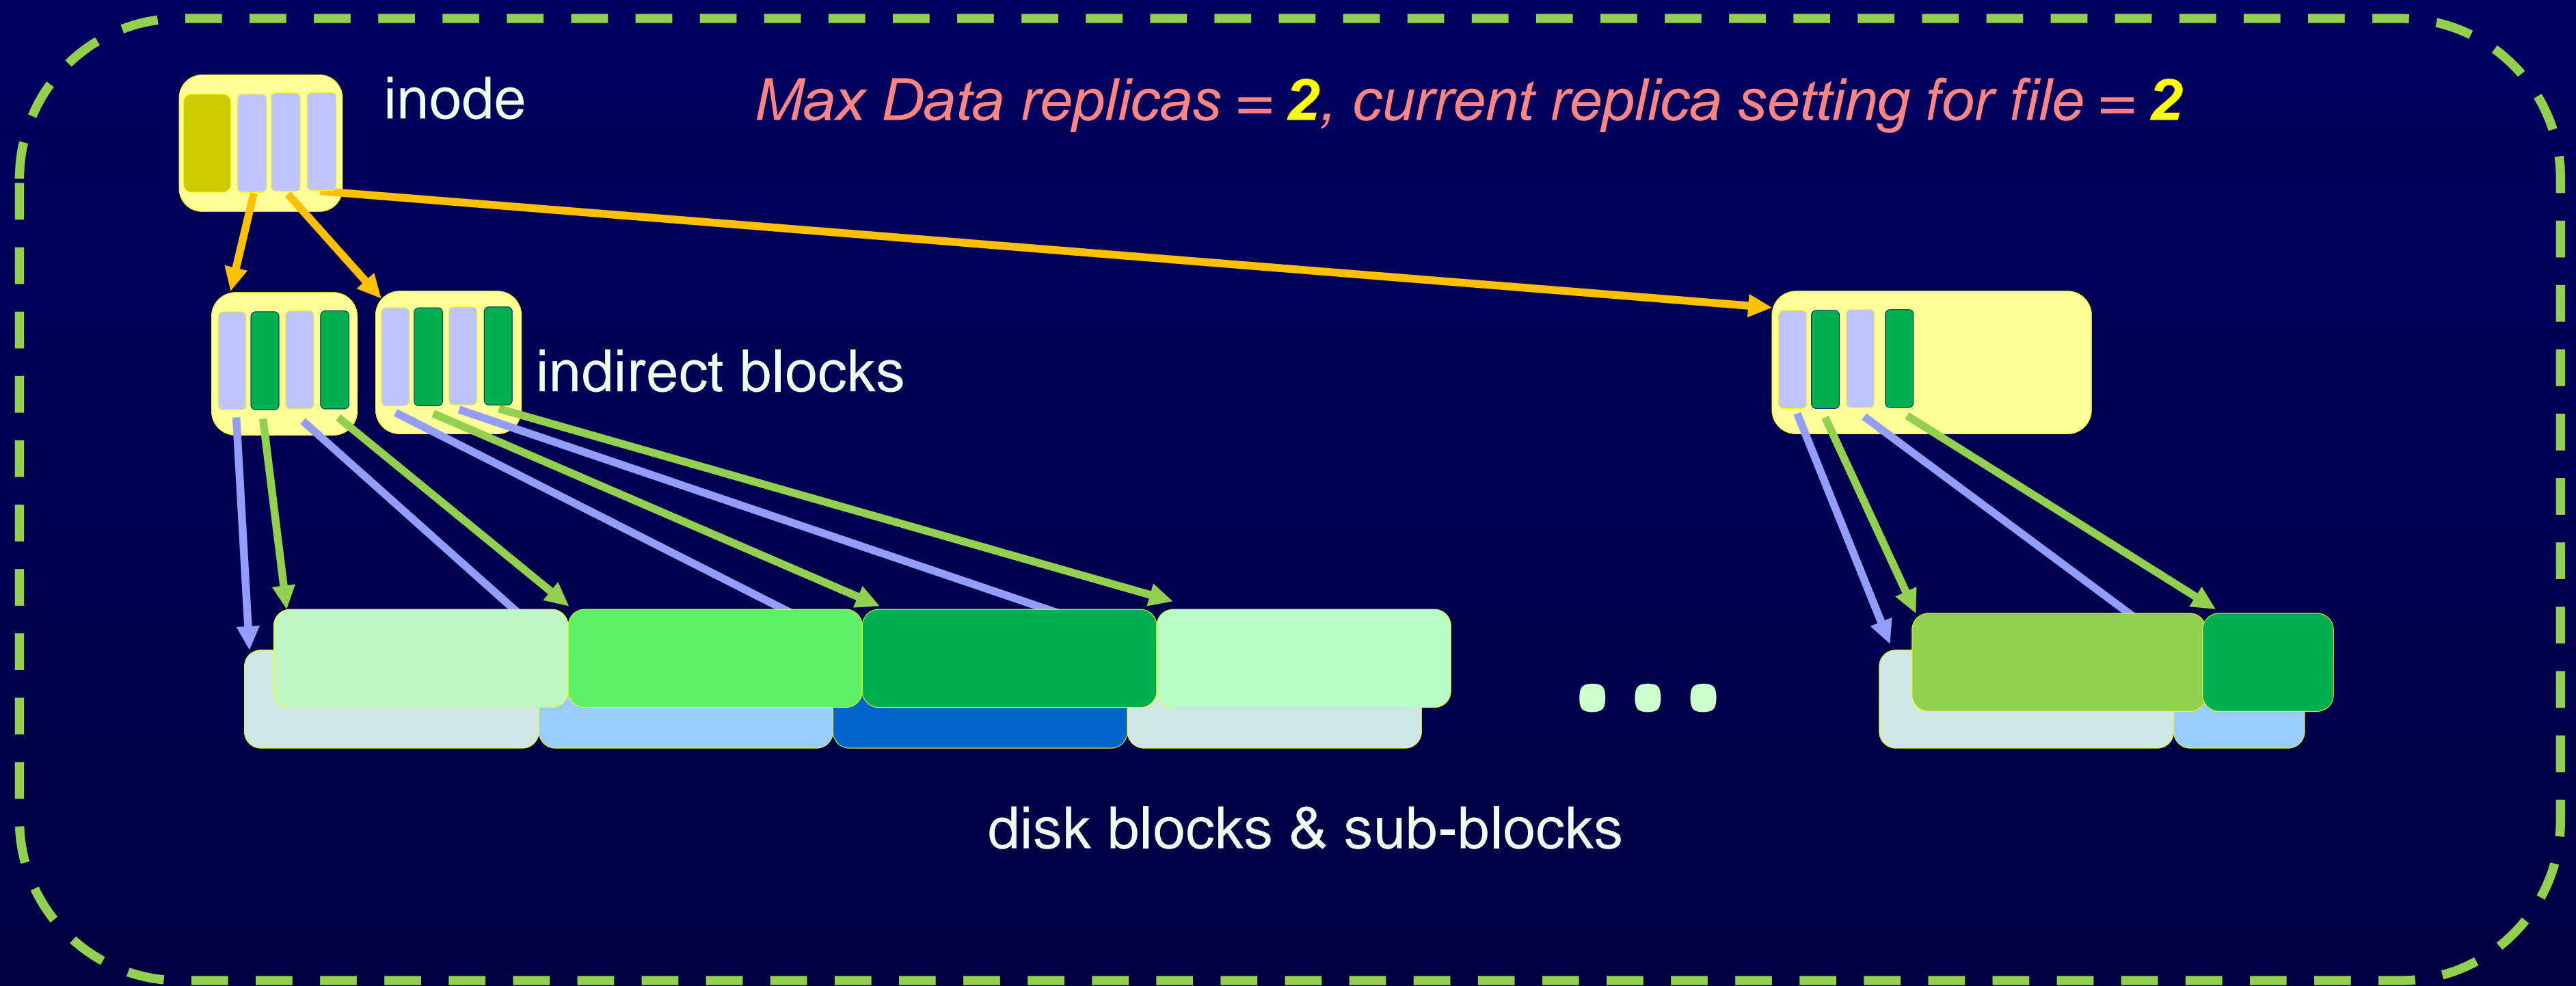 inode
Max Data replicas = 2, current replica setting for file = 2
indirect blocks
...
disk blocks & sub-blocks